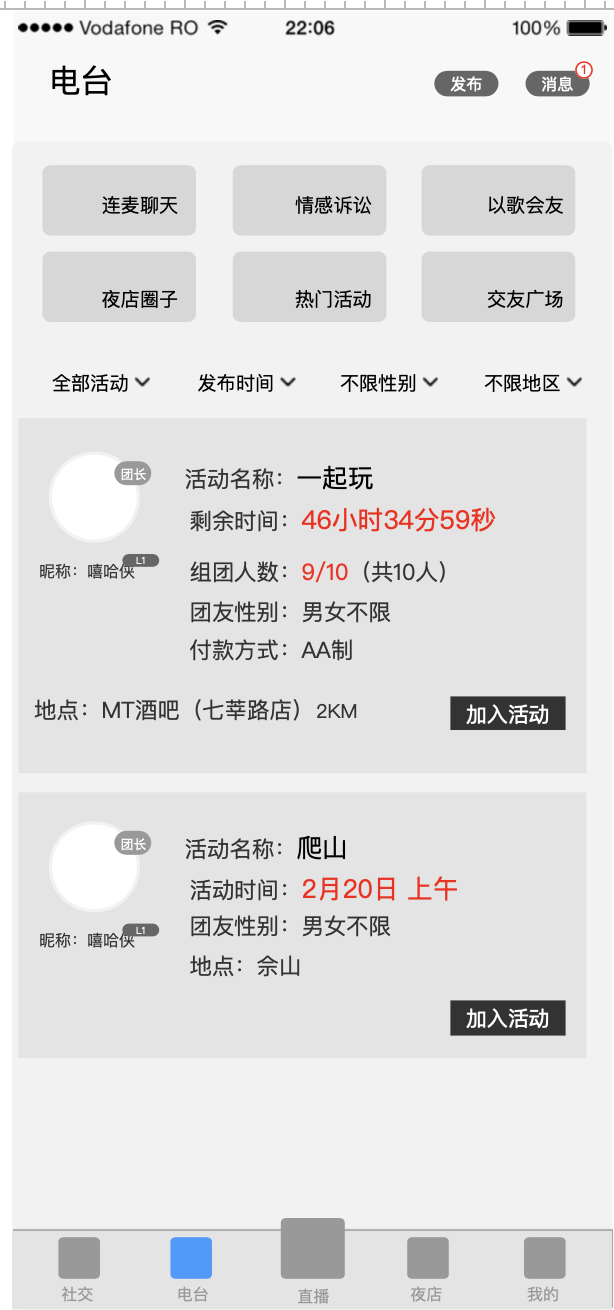 Vodafone RO 22:06 100%
电台 发布 消息 1
连麦聊天 情感诉讼 以歌会友
夜店圈子 热门活动 交友广场
全部活动 发布时间 不限性别 不限地区
团长
活动名称：一起玩
剩余时间：46小时34分59秒
L1
昵称：嘻哈侠
组团人数：9/10（共10人）
团友性别：男女不限
付款方式：AA制
地点：MT酒吧（七莘路店）2KM
加入活动
团长
活动名称：爬山
活动时间：2月20日 上午
团友性别：男女不限
L1
昵称：嘻哈侠
地点：佘山
加入活动
社交 电台 直播 夜店 我的